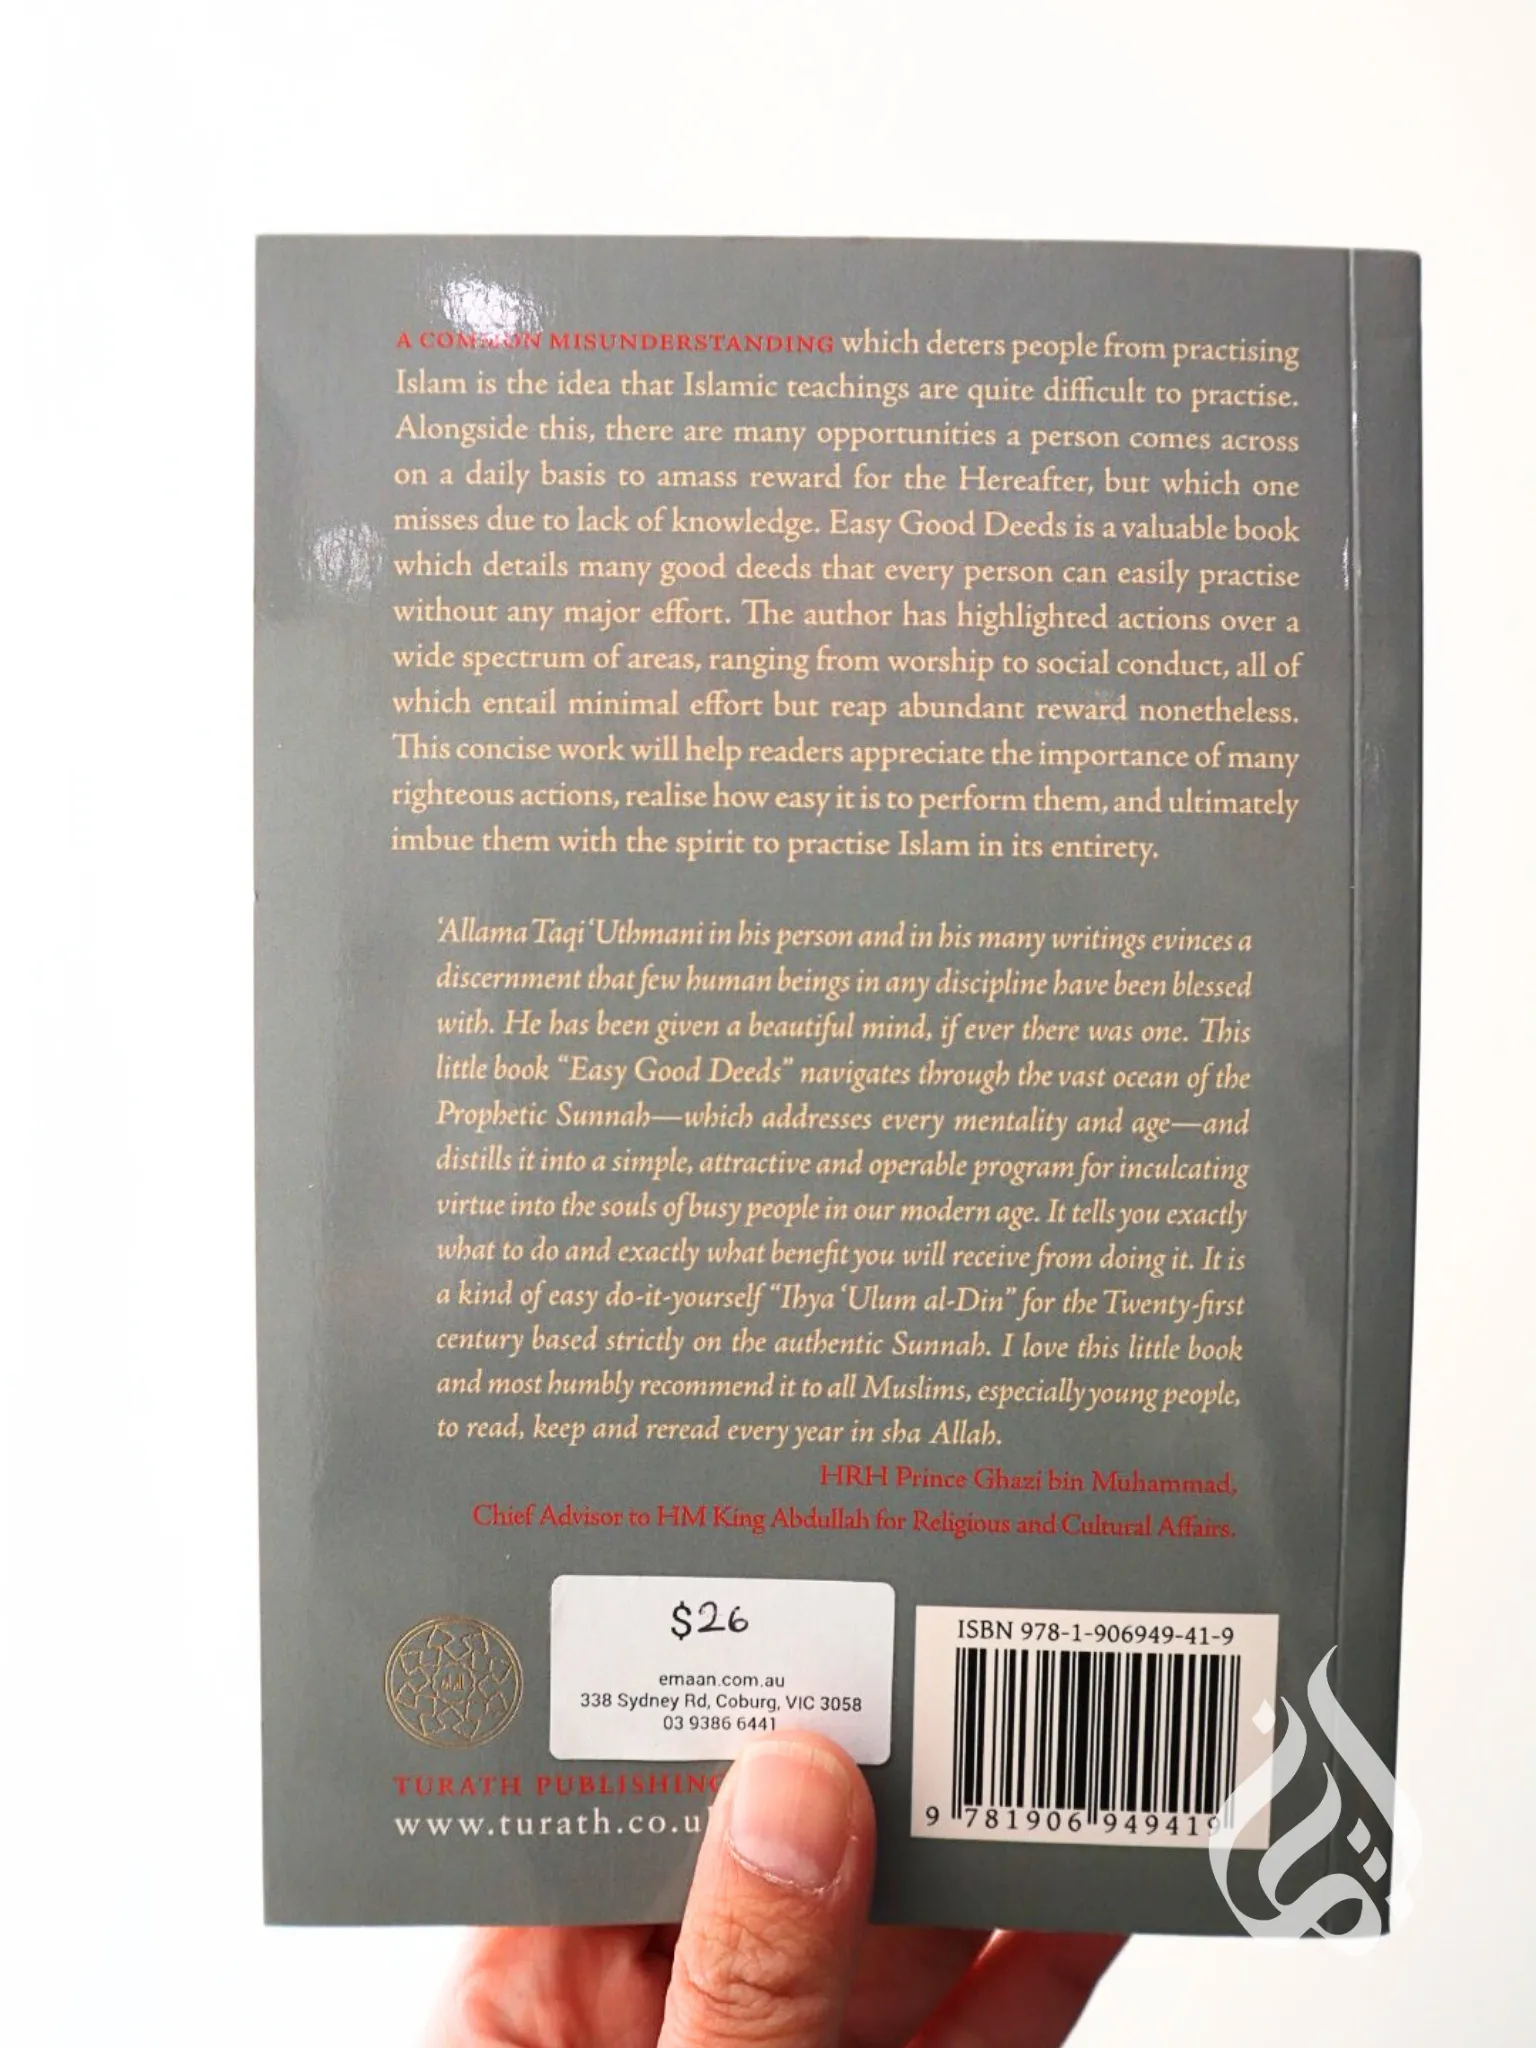 A COMMON MISUNDERSTANDING which deters people from practising
Islam is the idea that Islamic teachings are quite difficult to practise.
Alongside this, there are many opportunities a person comes across
on a daily basis to amass reward for the Hereafter, but which one
misses due to lack of knowledge. Easy Good Deeds is a valuable book
which details many good deeds that every person can easily practise
without any major effort. The author has highlighted actions over a
wide spectrum of areas, ranging from worship to social conduct, all of
which entail minimal effort but reap abundant reward nonetheless.
This concise work will help readers appreciate the importance of many
righteous actions, realise how easy it is to perform them, and ultimately
imbue them with the spirit to practise Islam in its entirety.
‘Allama Taqi ‘Uthmani in his person and in his many writings evinces a
discernment that few human beings in any discipline have been blessed
with. He has been given a beautiful mind, if ever there was one. This
little book “Easy Good Deeds” navigates through the vast ocean of the
Prophetic Sunnah—which addresses every mentality and age—and
distills it into a simple, attractive and operable program for inculcating
virtue into the souls of busy people in our modern age. It tells you exactly
what to do and exactly what benefit you will receive from doing it. It is
a kind of easy do-it-yourself “Ihya ‘Ulum al-Din” for the Twenty-first
century based strictly on the authentic Sunnah. I love this little book
and most humbly recommend it to all Muslims, especially young people,
to read, keep and reread every year in sha Allah.
HRH Prince Ghazi bin Muhammad,
Chief Advisor to HM King Abdullah for Religious and Cultural Affairs.
$26
emaan.com.au
338 Sydney Rd, Coburg, VIC 3058
03 9386 6441
ISBN 978-1-906949-41-9
9 781906 949419
TURATH PUBLISHING
www.turath.co.u
إيمان